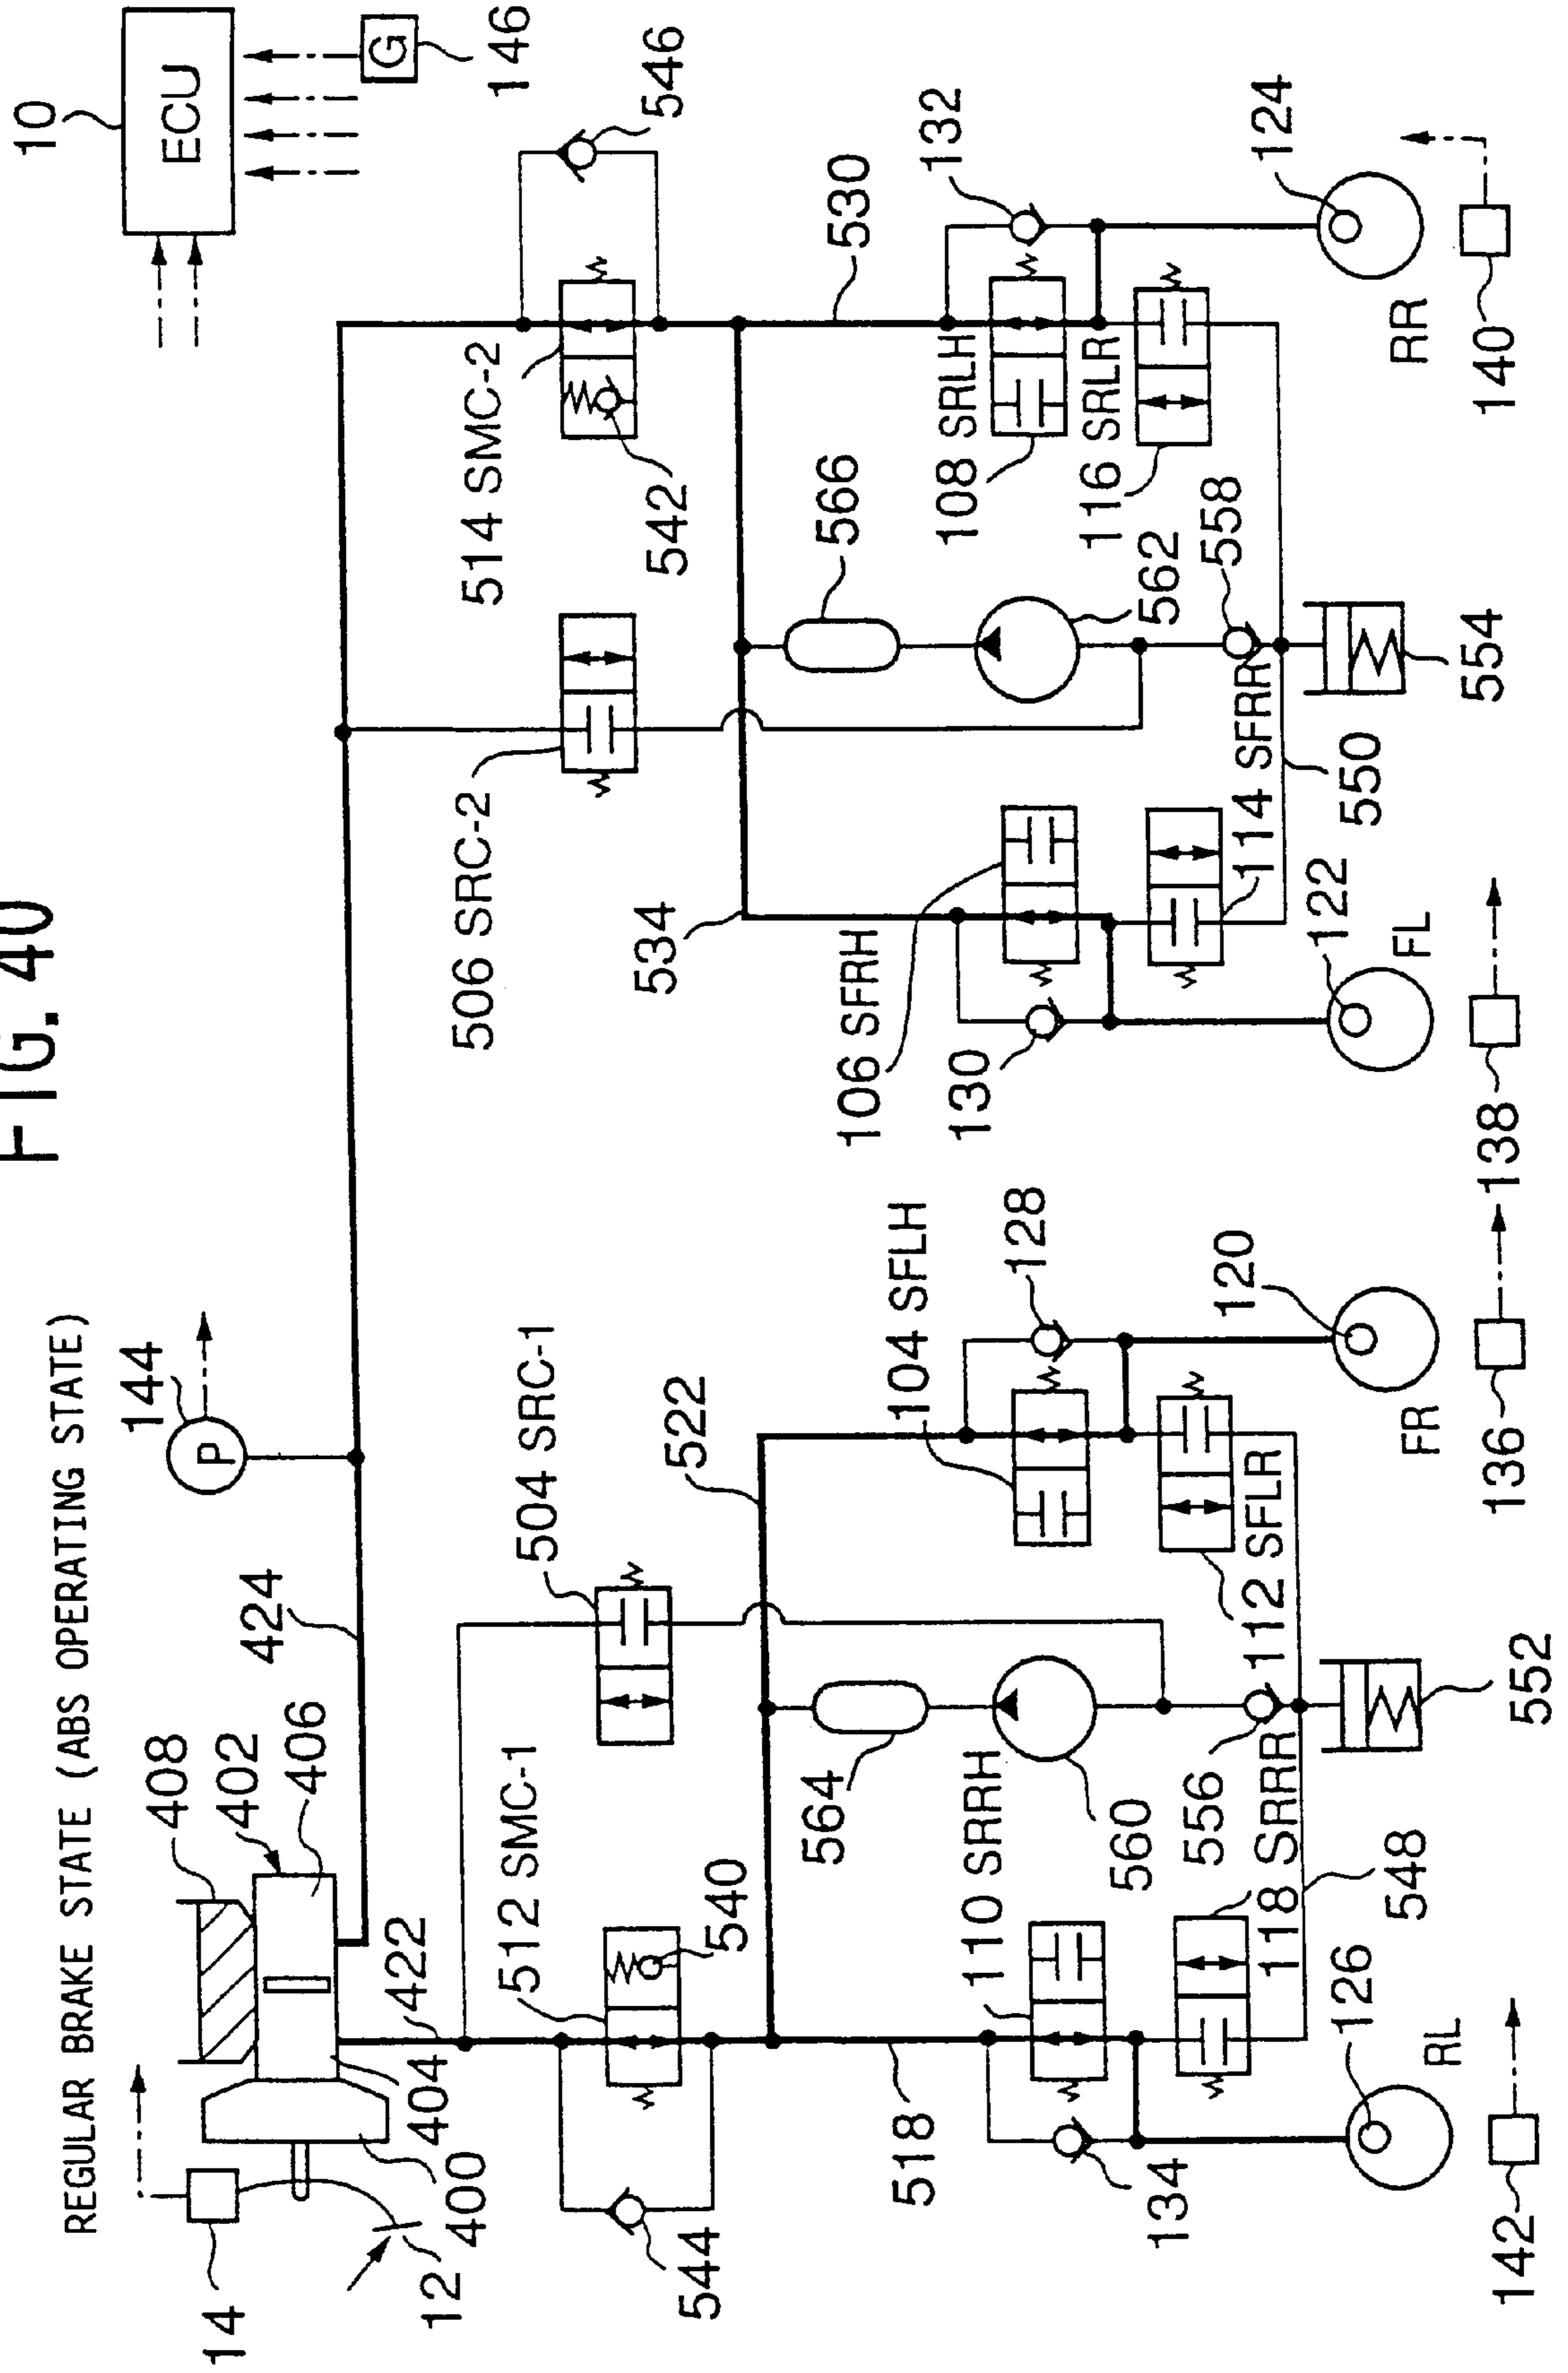 FIG. 40
REGULAR BRAKE STATE (ABS OPERATING STATE)
10
ECU
G
146
144
P
14
12
400
404
408
402
406
422
424
512 SMC-1
540
544
504 SRC-1
522
506 SRC-2
514 SMC-2
542
546
534
530
566
562
558
554
550
518
564
560
556
552
548
110 SRRH
118 SRRR
134
126
RL
142
104 SFLH
112 SFLR
128
120
FR
136
106 SFRH
114 SFRR
130
122
FL
138
108 SRLH
116 SRLR
132
124
RR
140